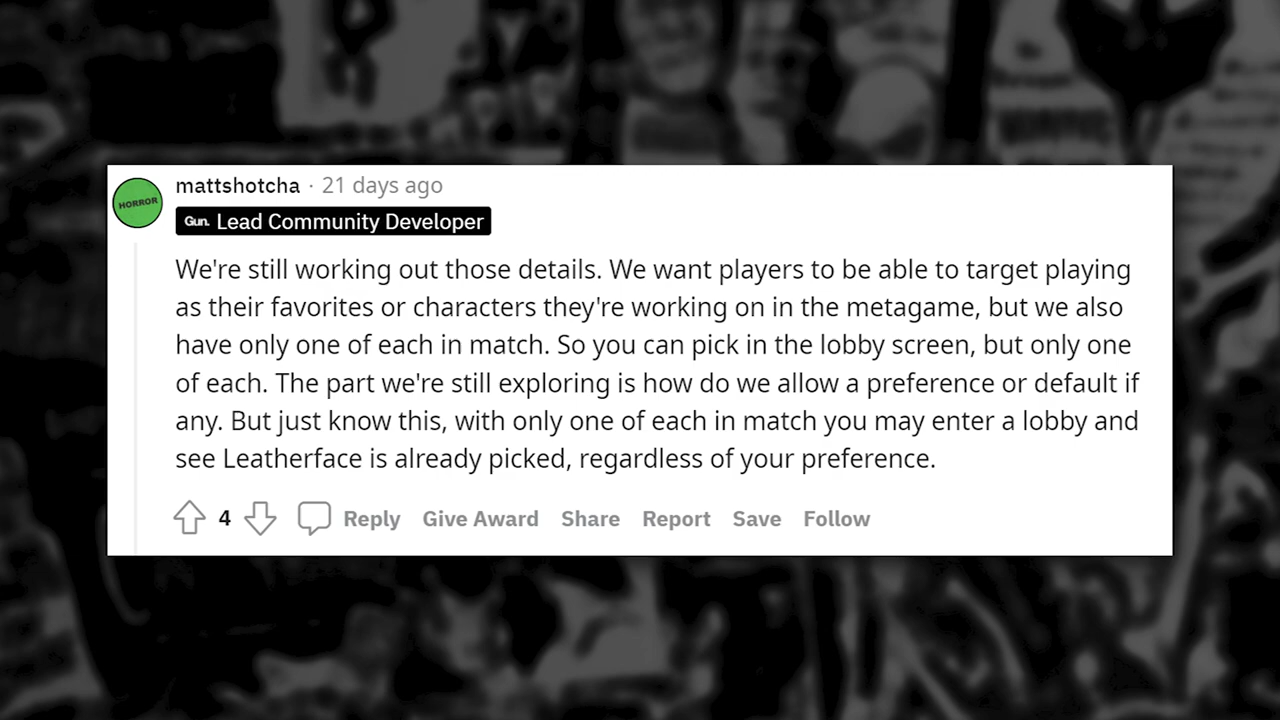 HORROR
mattshotcha · 21 days ago
Gun. Lead Community Developer
We're still working out those details. We want players to be able to target playing
as their favorites or characters they're working on in the metagame, but we also
have only one of each in match. So you can pick in the lobby screen, but only one
of each. The part we're still exploring is how do we allow a preference or default if
any. But just know this, with only one of each in match you may enter a lobby and
see Leatherface is already picked, regardless of your preference.
4 Reply Give Award Share Report Save Follow